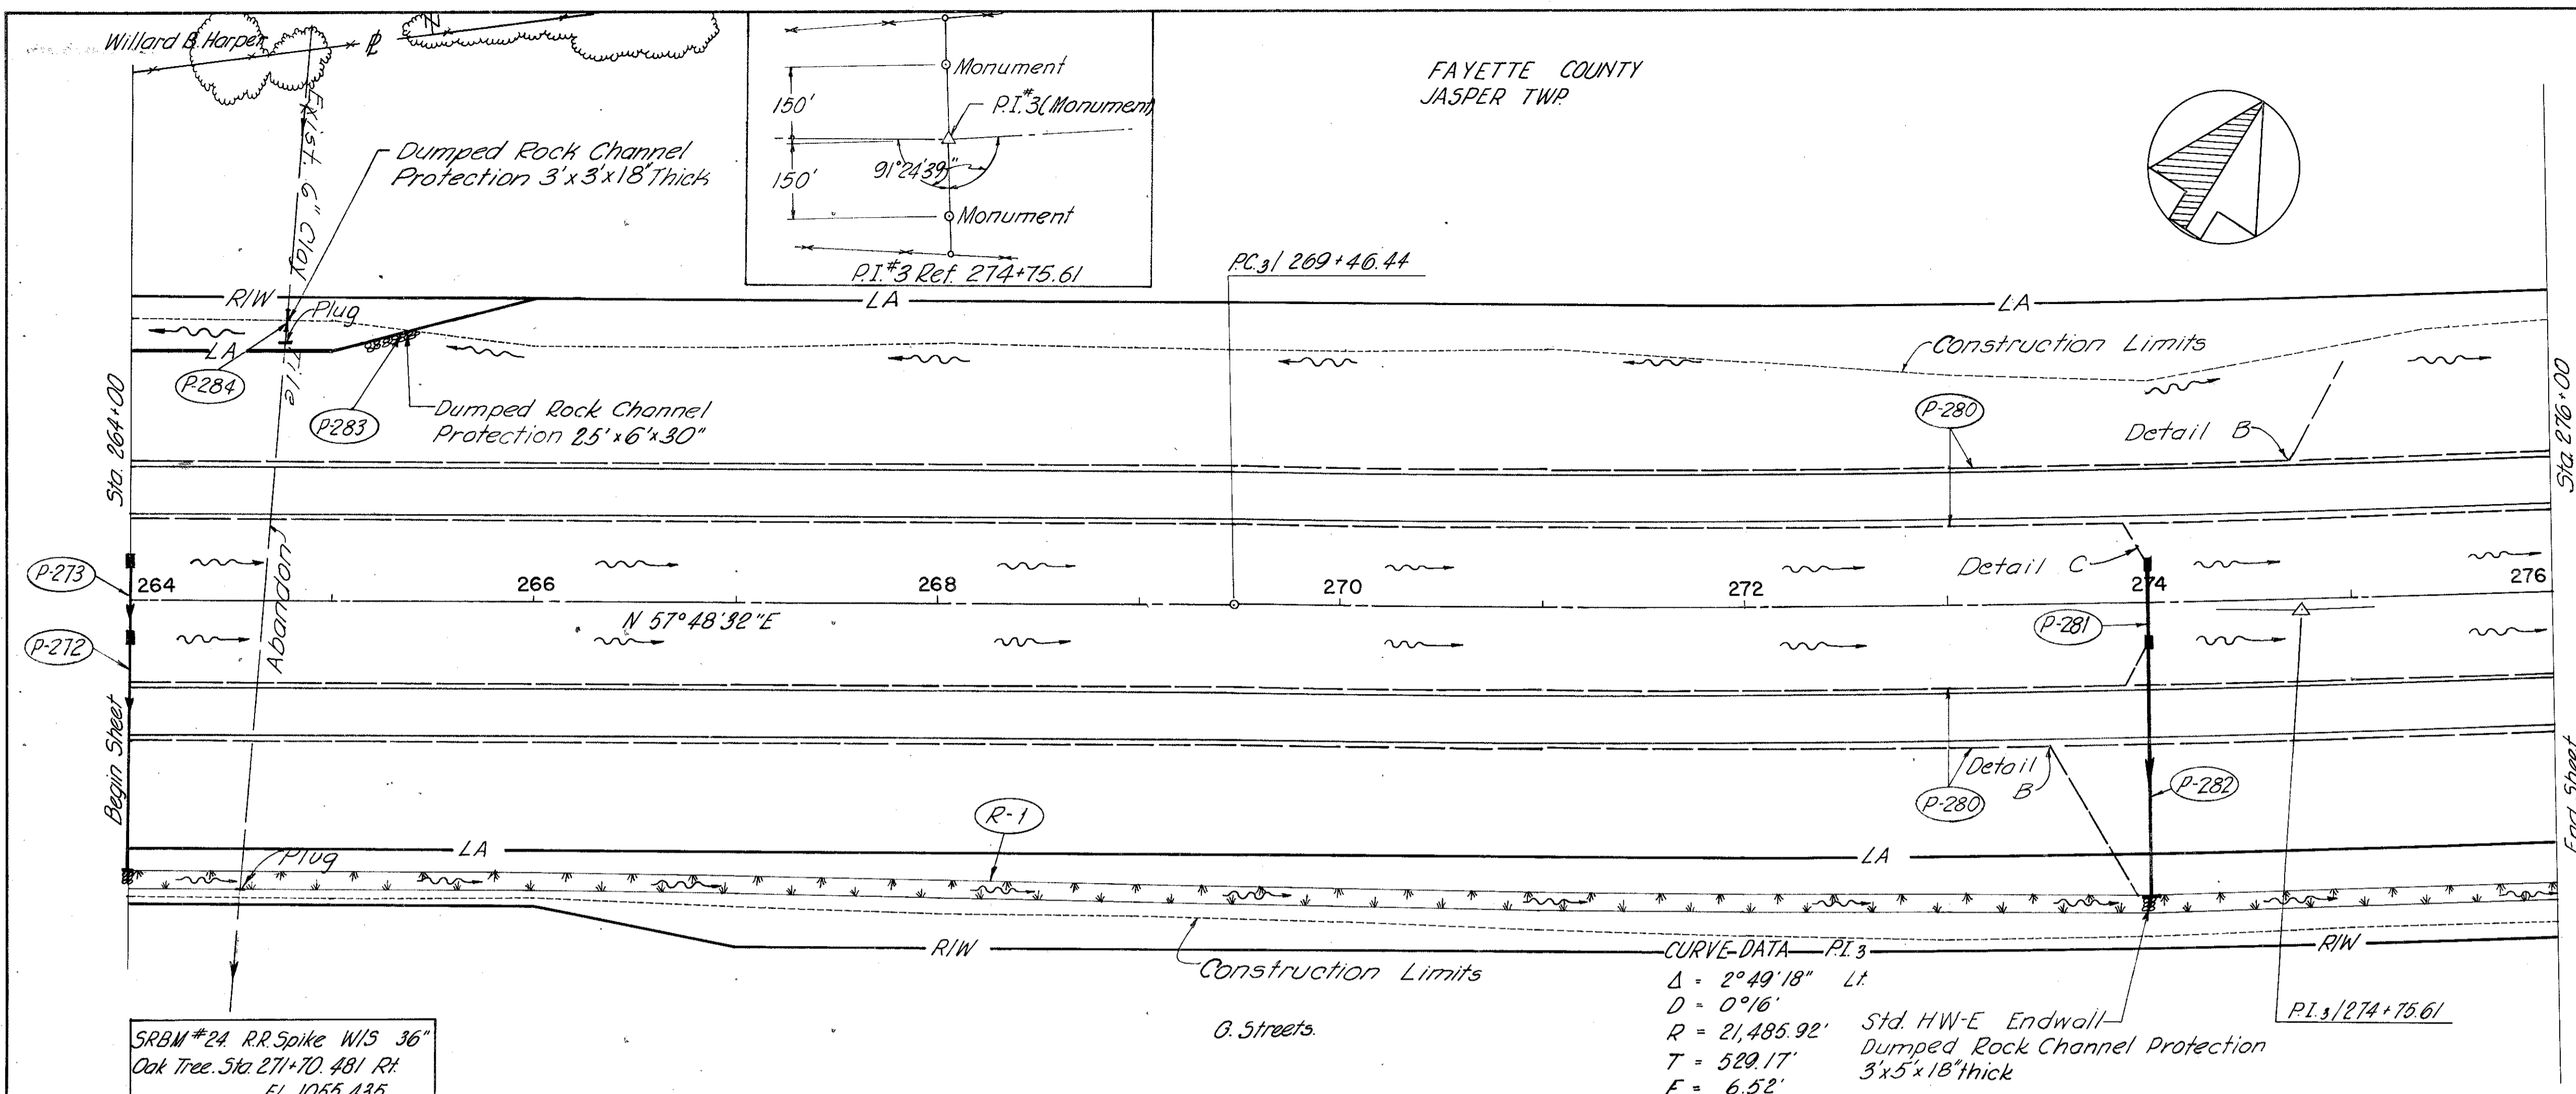 Willard B. Harper
N
Exist. 6" Clay Tile
Dumped Rock Channel
Protection 3'x3'x18"Thick
Monument
150'
P.I.#3(Monument)
91°24'39"
150'
Monument
P.I.#3 Ref. 274+75.61
FAYETTE COUNTY
JASPER TWP.
P.C.3/ 269+46.44
R/W
LA
LA
Plug
LA
Construction Limits
P-284
P-283
Dumped Rock Channel
Protection 25'x6'x30"
P-280
Detail B
Sta. 264+00
Sta. 276+00
P-273
264
266
268
270
272
Detail C
274
276
N 57°48'32"E
P-281
P-272
Abandon
Begin Sheet
End Sheet
Detail
B
P-280
P-282
R-1
Plug
LA
LA
R/W
R/W
Construction Limits
CURVE DATA P.I.3
Δ = 2°49'18" Lt.
D = 0°16'
R = 21,485.92'
T = 529.17'
E = 6.52'
Std. HW-E Endwall
Dumped Rock Channel Protection
3'x5'x18"thick
P.I.3/274+75.61
O. Streets.
SRBM #24 R.R. Spike W/S 36"
Oak Tree. Sta. 271+70. 481 Rt.
El. 1055.435